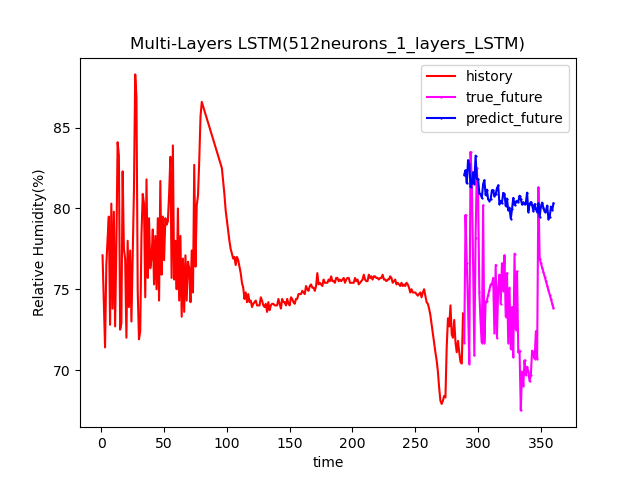 Multi-Layers LSTM(512neurons_1_layers_LSTM)
history
true_future
predict_future
Relative Humidity(%)
85
80
75
70
0
50
100
150
200
250
300
350
time